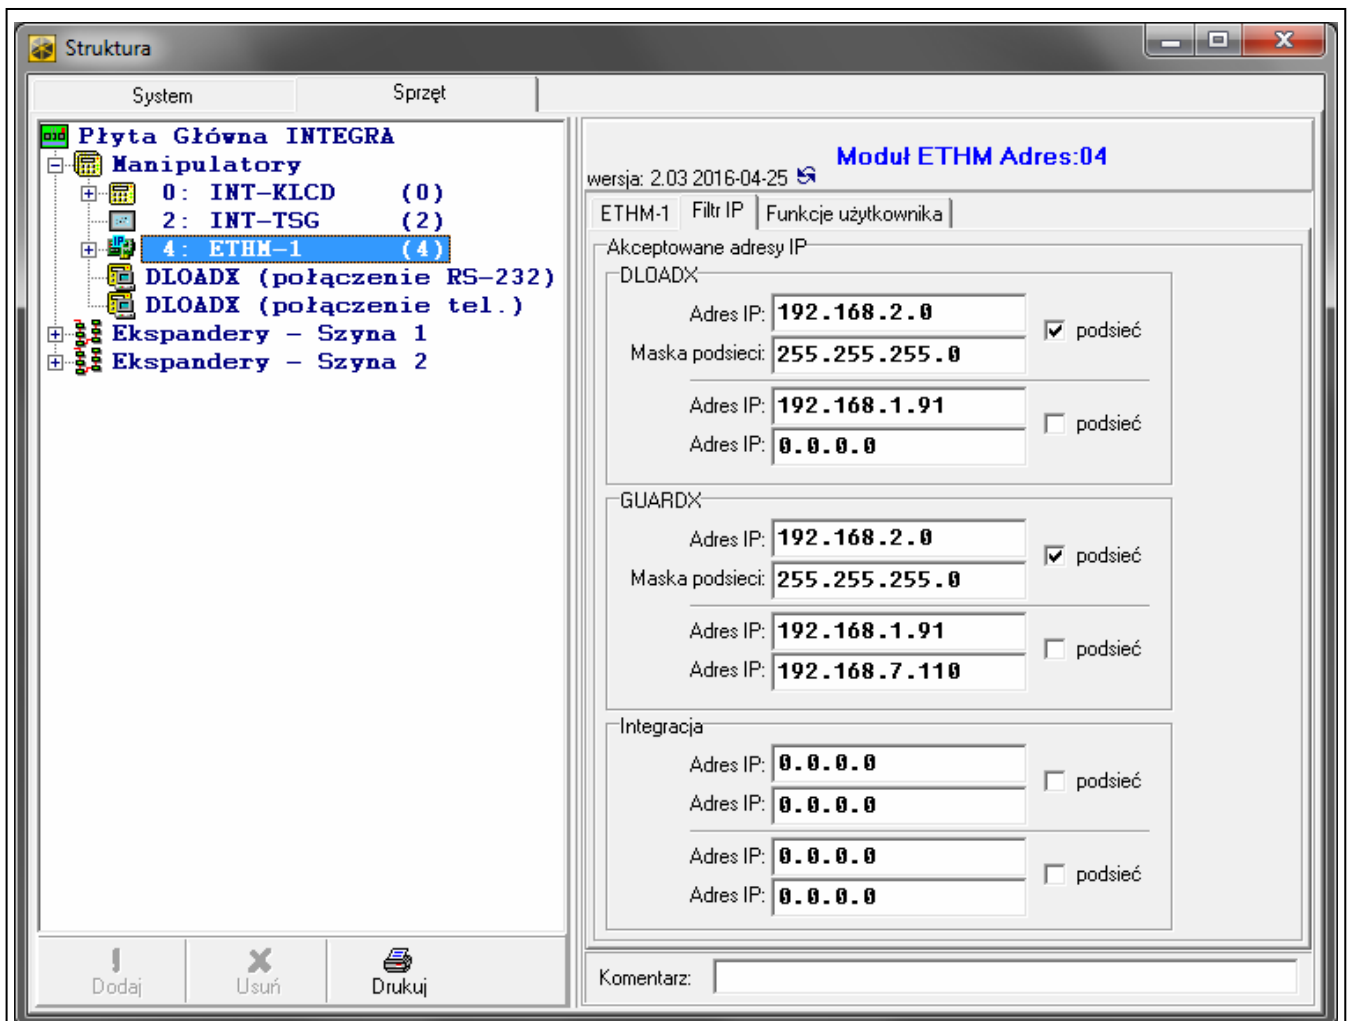 Struktura
System
Sprzęt
Płyta Główna INTEGRA
Manipulatory
0: INT-KLCD (0)
2: INT-TSG (2)
4: ETHM-1 (4)
DLOADX (połączenie RS-232)
DLOADX (połączenie tel.)
Ekspandery - Szyna 1
Ekspandery - Szyna 2
Dodaj
Usuń
Drukuj
Moduł ETHM Adres:04
wersja: 2.03 2016-04-25
ETHM-1
Filtr IP
Funkcje użytkownika
Akceptowane adresy IP
DLOADX
Adres IP: 192.168.2.0
podsieć
Maska podsieci: 255.255.255.0
Adres IP: 192.168.1.91
podsieć
Adres IP: 0.0.0.0
GUARDX
Adres IP: 192.168.2.0
podsieć
Maska podsieci: 255.255.255.0
Adres IP: 192.168.1.91
podsieć
Adres IP: 192.168.7.110
Integracja
Adres IP: 0.0.0.0
podsieć
Adres IP: 0.0.0.0
Adres IP: 0.0.0.0
podsieć
Adres IP: 0.0.0.0
Komentarz: